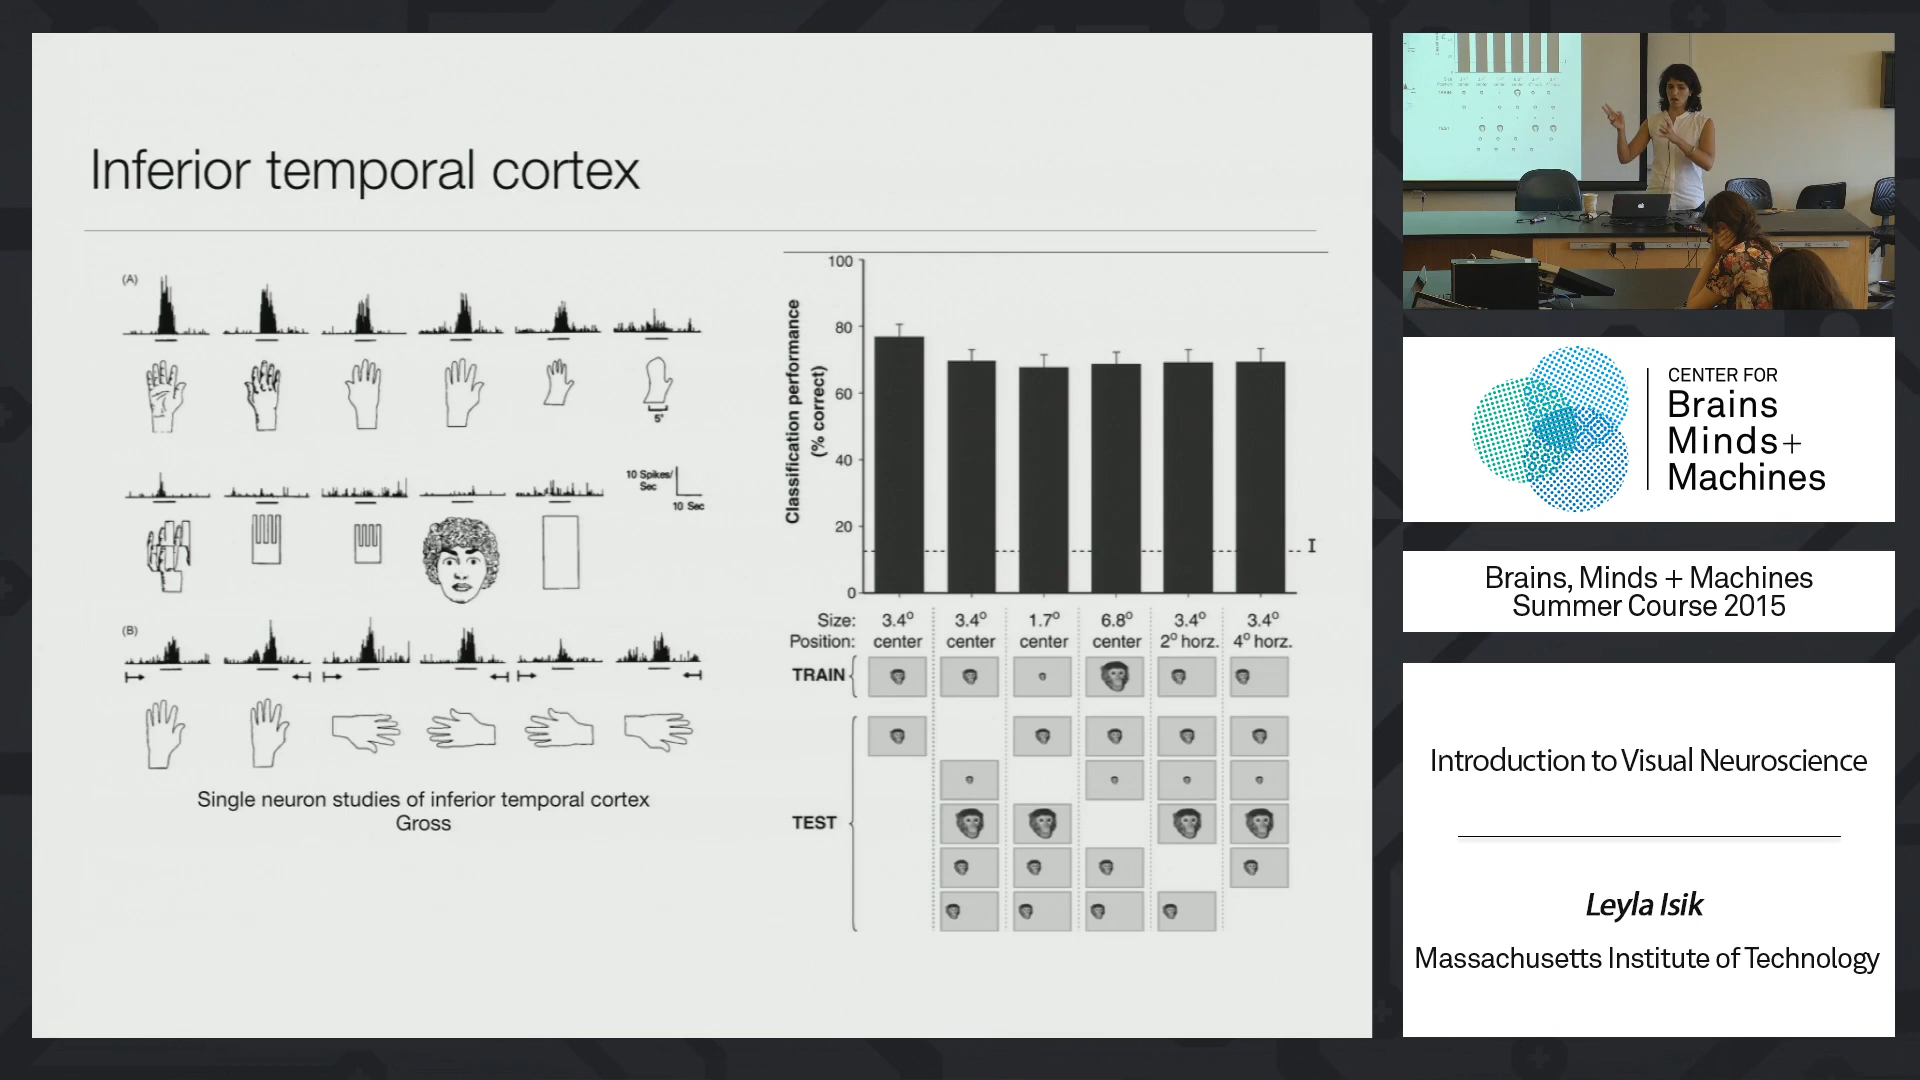 Inferior temporal cortex
(A)
5°
10 Spikes/
Sec
10 Sec
(B)
Single neuron studies of inferior temporal cortex
Gross
Classification performance
(% correct)
100
80
60
40
20
0
Size: 3.4° 3.4° 1.7° 6.8° 3.4° 3.4°
Position: center center center center 2° horz. 4° horz.
TRAIN
TEST
CENTER FOR
Brains
Minds+
Machines
Brains, Minds + Machines
Summer Course 2015
Introduction to Visual Neuroscience
Leyla Isik
Massachusetts Institute of Technology